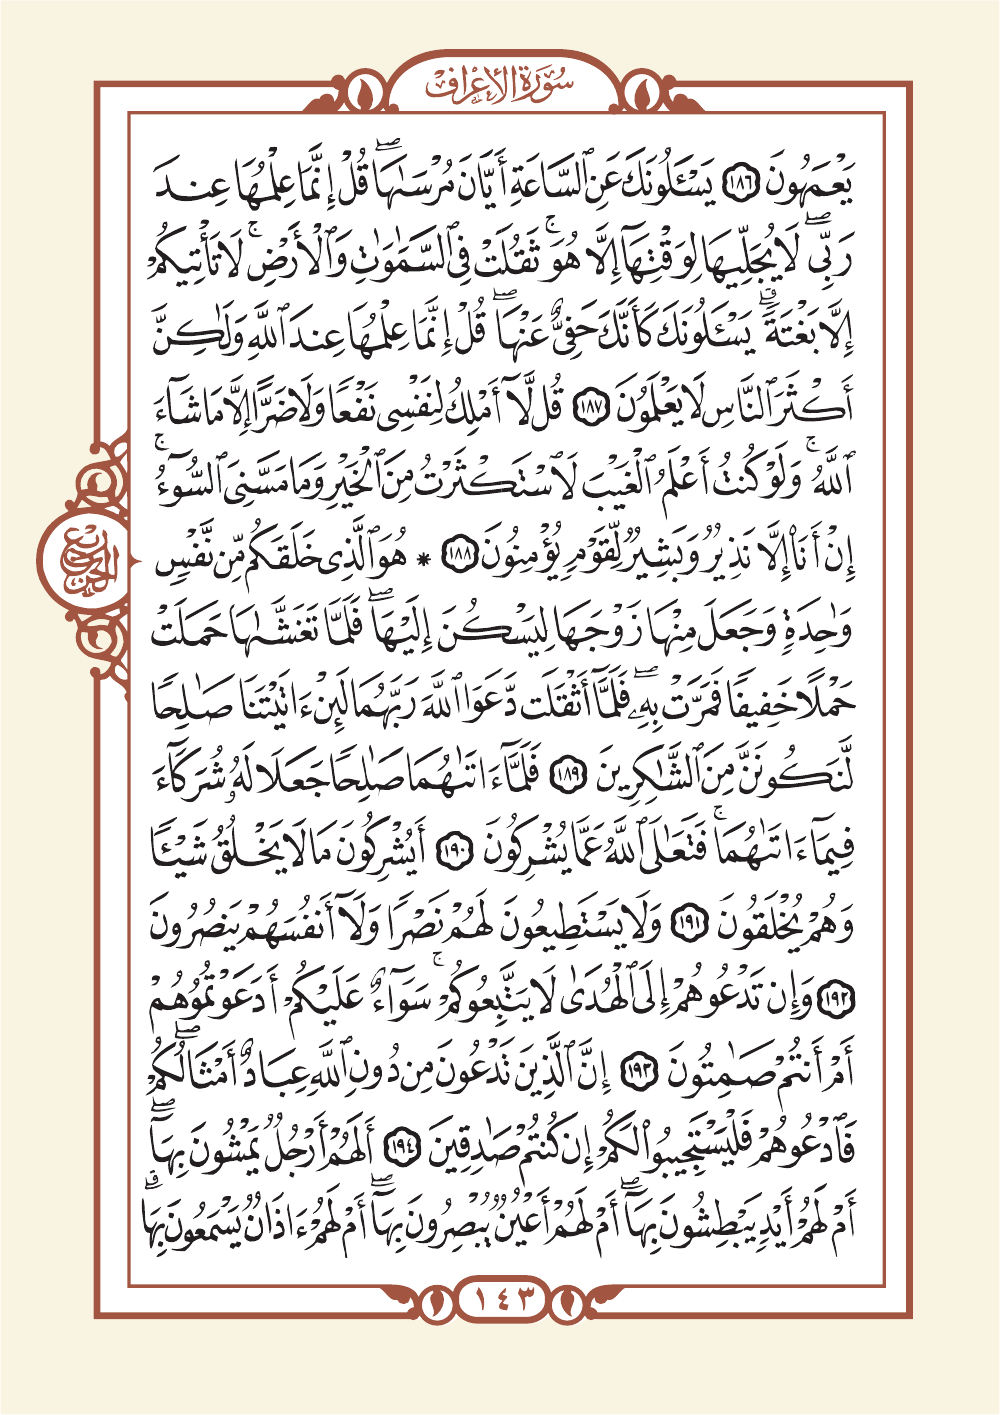 سُورَةُ الأَعْرَافِ
يَعْمَهُونَ ١٨٦ يَسْـَٔلُونَكَ عَنِ ٱلسَّاعَةِ أَيَّانَ مُرْسَىٰهَا ۖ قُلْ إِنَّمَا عِلْمُهَا عِندَ
رَبِّى ۖ لَا يُجَلِّيهَا لِوَقْتِهَآ إِلَّا هُوَ ۚ ثَقُلَتْ فِى ٱلسَّمَٰوَٰتِ وَٱلْأَرْضِ ۚ لَا تَأْتِيكُمْ
إِلَّا بَغْتَةً ۗ يَسْـَٔلُونَكَ كَأَنَّكَ حَفِىٌّ عَنْهَا ۖ قُلْ إِنَّمَا عِلْمُهَا عِندَ ٱللَّهِ وَلَٰكِنَّ
أَكْثَرَ ٱلنَّاسِ لَا يَعْلَمُونَ ١٨٧ قُل لَّآ أَمْلِكُ لِنَفْسِى نَفْعًا وَلَا ضَرًّا إِلَّا مَا شَآءَ
ٱللَّهُ ۚ وَلَوْ كُنتُ أَعْلَمُ ٱلْغَيْبَ لَٱسْتَكْثَرْتُ مِنَ ٱلْخَيْرِ وَمَا مَسَّنِىَ ٱلسُّوٓءُ ۚ
إِنْ أَنَا۠ إِلَّا نَذِيرٌ وَبَشِيرٌ لِّقَوْمٍ يُؤْمِنُونَ ١٨٨ * هُوَ ٱلَّذِى خَلَقَكُم مِّن نَّفْسٍ
وَٰحِدَةٍ وَجَعَلَ مِنْهَا زَوْجَهَا لِيَسْكُنَ إِلَيْهَا ۖ فَلَمَّا تَغَشَّىٰهَا حَمَلَتْ
حَمْلًا خَفِيفًا فَمَرَّتْ بِهِۦ ۖ فَلَمَّآ أَثْقَلَت دَّعَوَا ٱللَّهَ رَبَّهُمَا لَئِنْ ءَاتَيْتَنَا صَٰلِحًا
لَّنَكُونَنَّ مِنَ ٱلشَّٰكِرِينَ ١٨٩ فَلَمَّآ ءَاتَىٰهُمَا صَٰلِحًا جَعَلَا لَهُۥ شُرَكَآءَ
فِيمَآ ءَاتَىٰهُمَا ۚ فَتَعَٰلَى ٱللَّهُ عَمَّا يُشْرِكُونَ ١٩٠ أَيُشْرِكُونَ مَا لَا يَخْلُقُ شَيْـًٔا
وَهُمْ يُخْلَقُونَ ١٩١ وَلَا يَسْتَطِيعُونَ لَهُمْ نَصْرًا وَلَآ أَنفُسَهُمْ يَنصُرُونَ
١٩٢ وَإِن تَدْعُوهُمْ إِلَى ٱلْهُدَىٰ لَا يَتَّبِعُوكُمْ ۚ سَوَآءٌ عَلَيْكُمْ أَدَعَوْتُمُوهُمْ
أَمْ أَنتُمْ صَٰمِتُونَ ١٩٣ إِنَّ ٱلَّذِينَ تَدْعُونَ مِن دُونِ ٱللَّهِ عِبَادٌ أَمْثَالُكُمْ ۖ
فَٱدْعُوهُمْ فَلْيَسْتَجِيبُوا۟ لَكُمْ إِن كُنتُمْ صَٰدِقِينَ ١٩٤ أَلَهُمْ أَرْجُلٌ يَمْشُونَ بِهَآ ۖ
أَمْ لَهُمْ أَيْدٍ يَبْطِشُونَ بِهَآ ۖ أَمْ لَهُمْ أَعْيُنٌ يُبْصِرُونَ بِهَآ ۖ أَمْ لَهُمْ ءَاذَانٌ يَسْمَعُونَ بِهَا ۗ
رُبْع الحِزْب
١٤٣